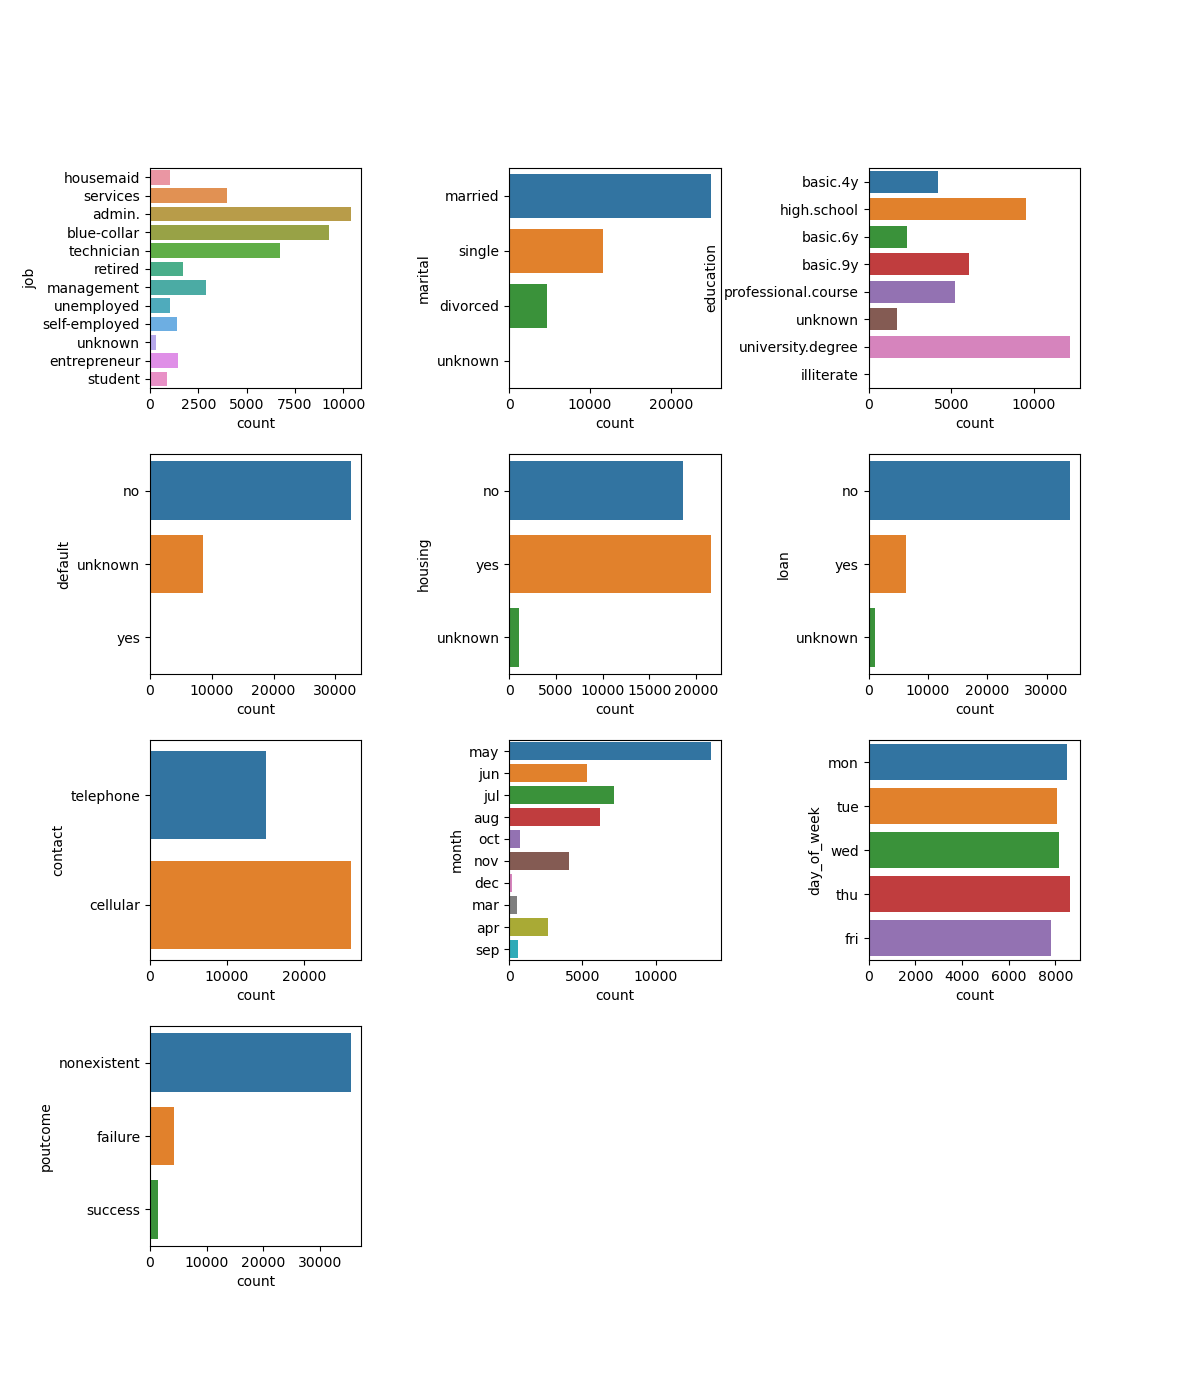 job
housemaid
services
admin.
blue-collar
technician
retired
management
unemployed
self-employed
unknown
entrepreneur
student
0 2500 5000 7500 10000
count
marital
married
single
divorced
unknown
0 10000 20000
count
education
basic.4y
high.school
basic.6y
basic.9y
professional.course
unknown
university.degree
illiterate
0 5000 10000
count
default
no
unknown
yes
0 10000 20000 30000
count
housing
no
yes
unknown
0 5000 10000 15000 20000
count
loan
no
yes
unknown
0 10000 20000 30000
count
contact
telephone
cellular
0 10000 20000
count
month
may
jun
jul
aug
oct
nov
dec
mar
apr
sep
0 5000 10000
count
day_of_week
mon
tue
wed
thu
fri
0 2000 4000 6000 8000
count
poutcome
nonexistent
failure
success
0 10000 20000 30000
count